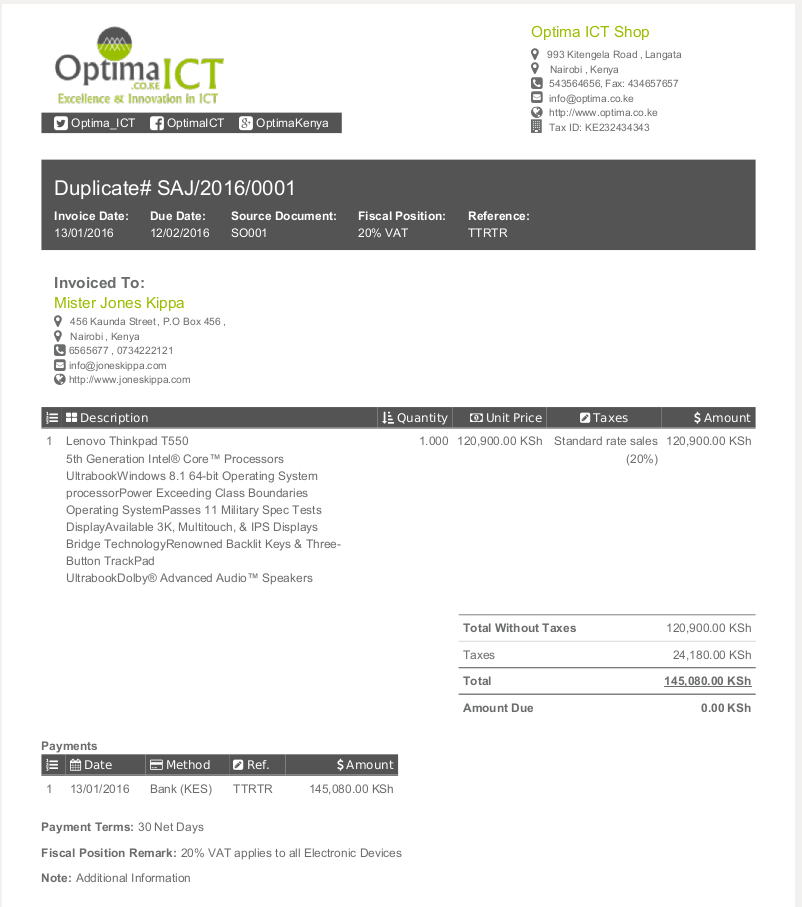 OptimaICT
.CO.KE
Excellence & Innovation in ICT
Optima_ICT OptimaICT OptimaKenya
Optima ICT Shop
993 Kitengela Road , Langata
Nairobi , Kenya
543564656, Fax: 434657657
info@optima.co.ke
http://www.optima.co.ke
Tax ID: KE232434343
Duplicate# SAJ/2016/0001
Invoice Date: Due Date: Source Document: Fiscal Position: Reference:
13/01/2016 12/02/2016 SO001 20% VAT TTRTR
Invoiced To:
Mister Jones Kippa
456 Kaunda Street, P.O Box 456 ,
Nairobi , Kenya
6565677 , 0734222121
info@joneskippa.com
http://www.joneskippa.com
Description Quantity Unit Price Taxes $ Amount
1 Lenovo Thinkpad T550 1.000 120,900.00 KSh Standard rate sales 120,900.00 KSh
5th Generation Intel® Core™ Processors (20%)
UltrabookWindows 8.1 64-bit Operating System
processorPower Exceeding Class Boundaries
Operating SystemPasses 11 Military Spec Tests
DisplayAvailable 3K, Multitouch, & IPS Displays
Bridge TechnologyRenowned Backlit Keys & Three-
Button TrackPad
UltrabookDolby® Advanced Audio™ Speakers
Total Without Taxes 120,900.00 KSh
Taxes 24,180.00 KSh
Total 145,080.00 KSh
Amount Due 0.00 KSh
Payments
Date Method Ref. $ Amount
1 13/01/2016 Bank (KES) TTRTR 145,080.00 KSh
Payment Terms: 30 Net Days
Fiscal Position Remark: 20% VAT applies to all Electronic Devices
Note: Additional Information